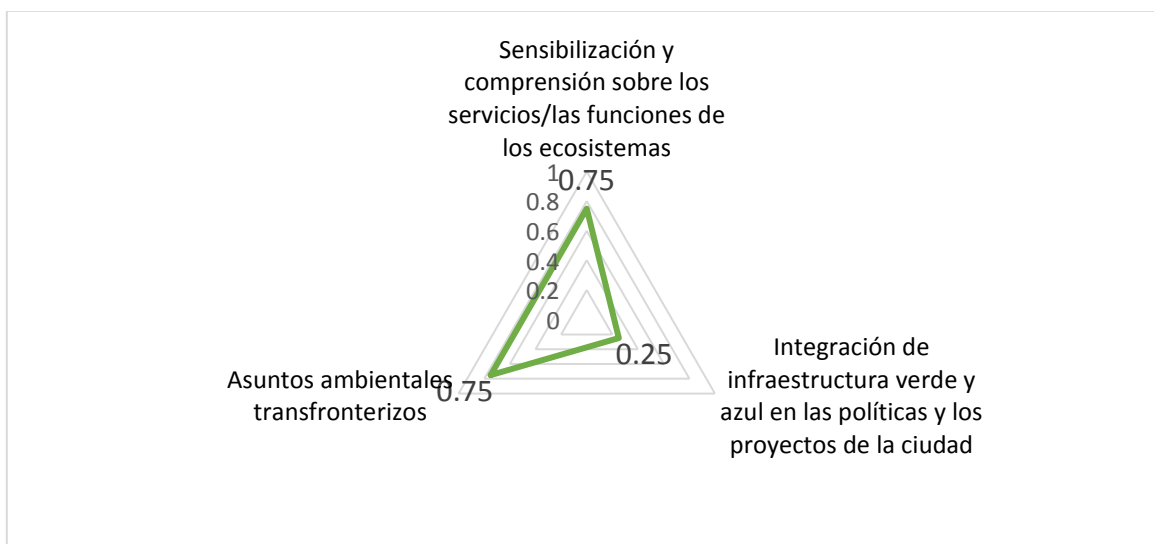 Sensibilización y
comprensión sobre los
servicios/las funciones de
los ecosistemas
1
0.75
0.8
0.6
0.4
0.2
0
0.25
Integración de
infraestructura verde y
azul en las políticas y los
proyectos de la ciudad
Asuntos ambientales
transfronterizos
0.75